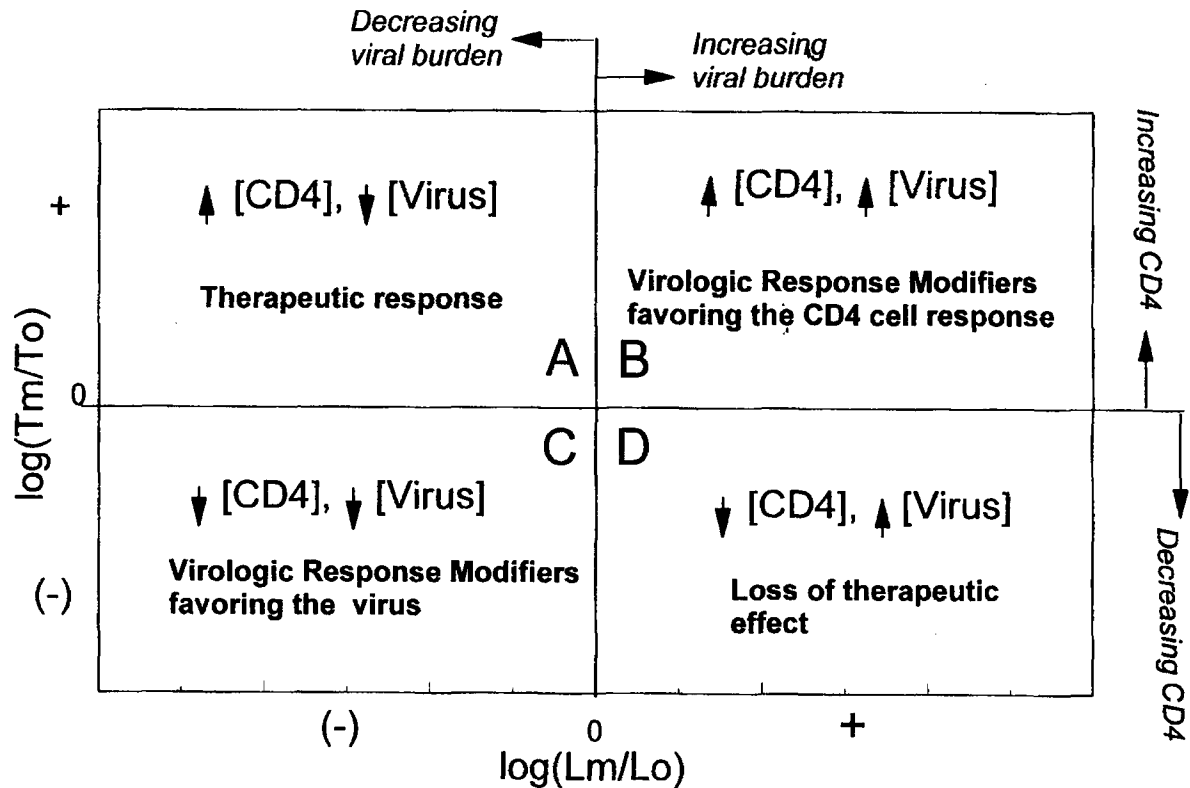 Decreasing
viral burden
Increasing
viral burden
[CD4], [Virus]
Therapeutic response
A
[CD4], [Virus]
Virologic Response Modifiers
favoring the CD4 cell response
B
C
[CD4], [Virus]
Virologic Response Modifiers
favoring the virus
D
[CD4], [Virus]
Loss of therapeutic
effect
+
0
(-)
log(Tm/To)
Increasing CD4
Decreasing CD4
(-)
0
+
log(Lm/Lo)